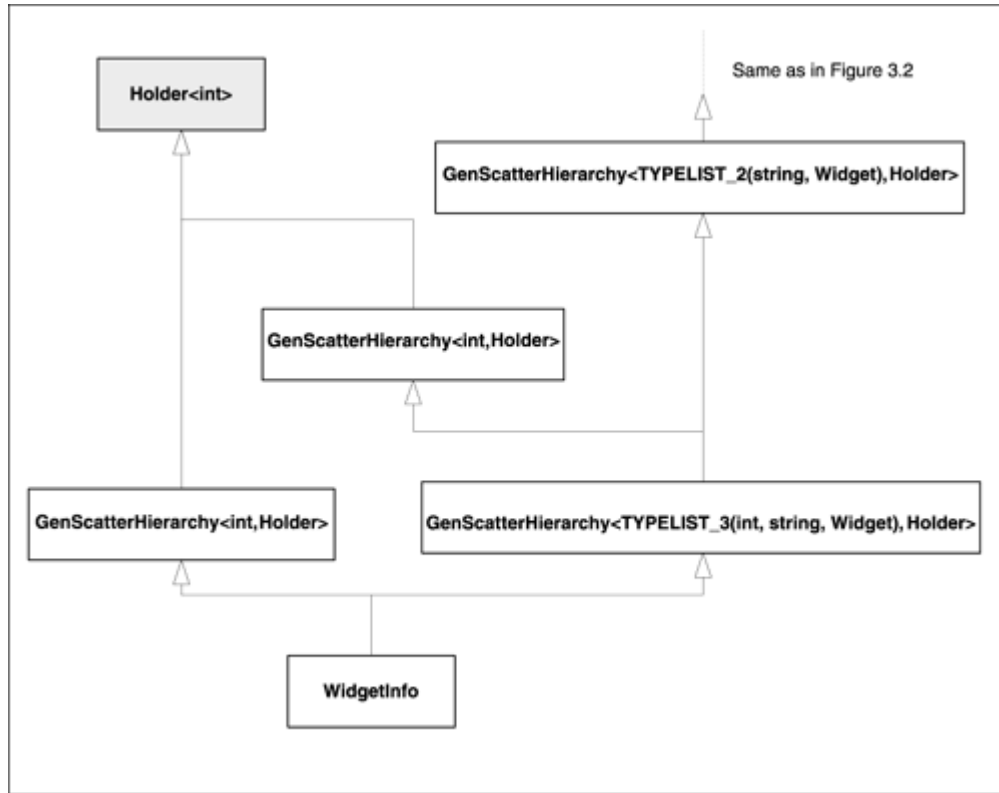 Same as in Figure 3.2
Holder<int>
GenScatterHierarchy<TYPELIST_2(string, Widget),Holder>
GenScatterHierarchy<int,Holder>
GenScatterHierarchy<int,Holder>
GenScatterHierarchy<TYPELIST_3(int, string, Widget),Holder>
WidgetInfo